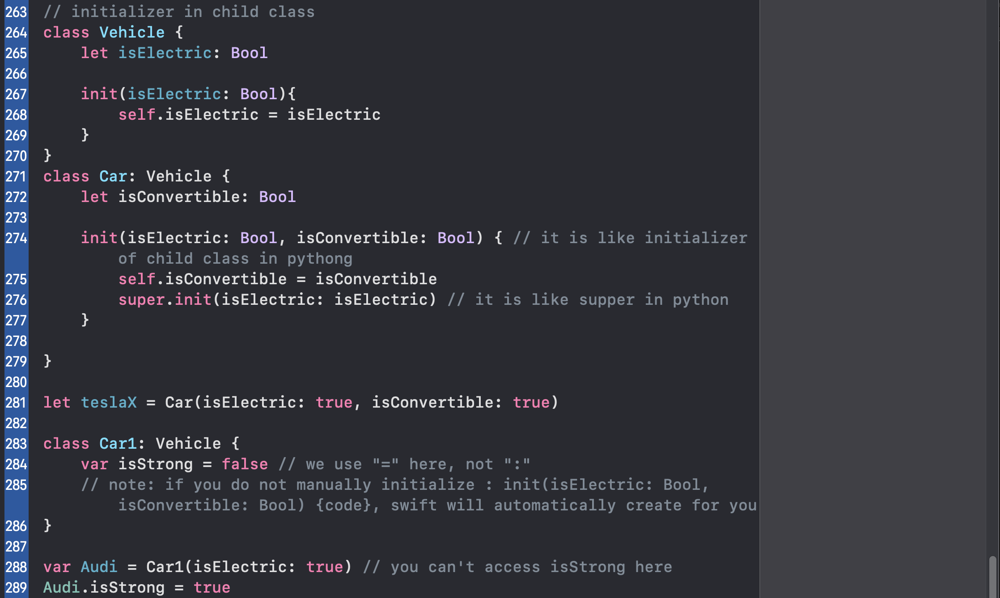 263 // initializer in child class
264 class Vehicle {
265     let isElectric: Bool
266
267     init(isElectric: Bool){
268         self.isElectric = isElectric
269     }
270 }
271 class Car: Vehicle {
272     let isConvertible: Bool
273
274     init(isElectric: Bool, isConvertible: Bool) { // it is like initializer
        of child class in pythong
275         self.isConvertible = isConvertible
276         super.init(isElectric: isElectric) // it is like supper in python
277     }
278
279 }
280
281 let teslaX = Car(isElectric: true, isConvertible: true)
282
283 class Car1: Vehicle {
284     var isStrong = false // we use "=" here, not ":"
285     // note: if you do not manually initialize : init(isElectric: Bool,
        isConvertible: Bool) {code}, swift will automatically create for you
286 }
287
288 var Audi = Car1(isElectric: true) // you can't access isStrong here
289 Audi.isStrong = true